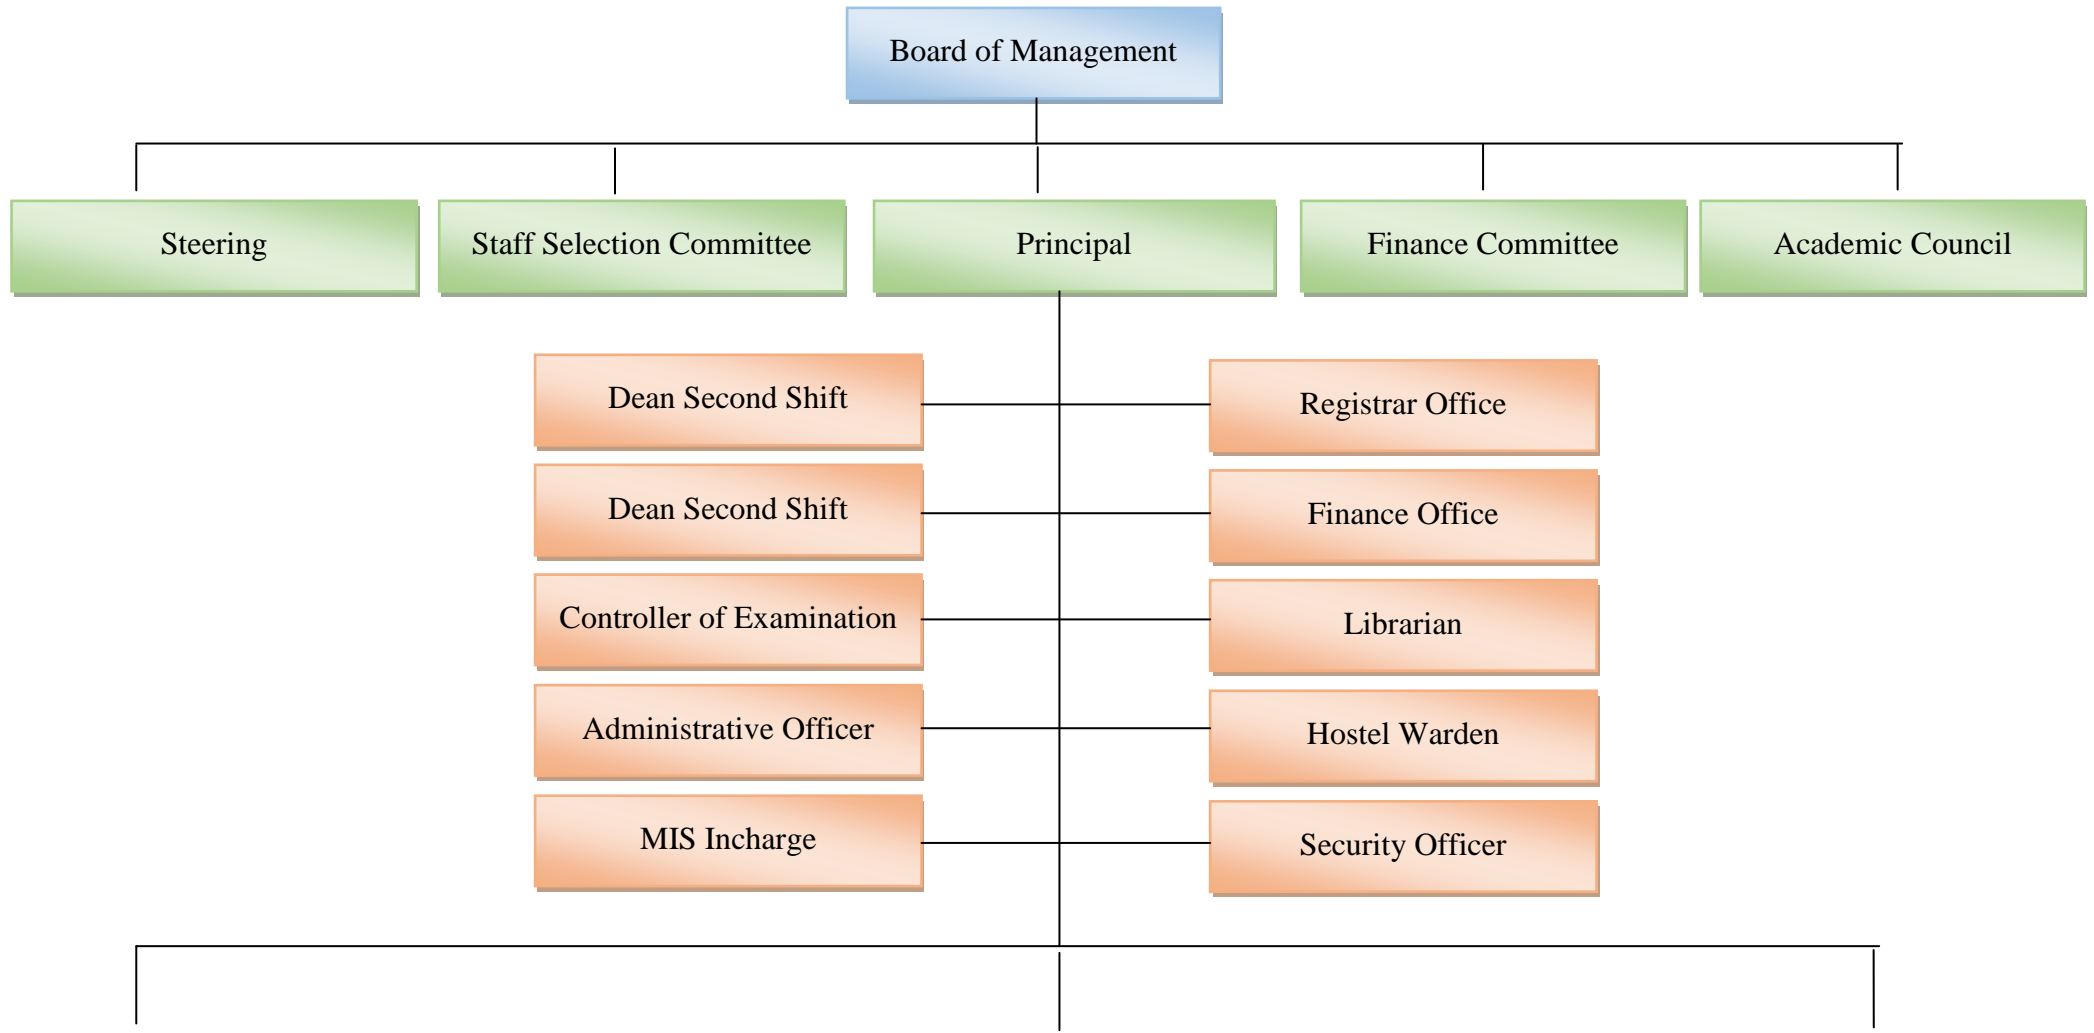 Board of Management
Steering
Staff Selection Committee
Principal
Finance Committee
Academic Council
Dean Second Shift
Registrar Office
Dean Second Shift
Finance Office
Controller of Examination
Librarian
Administrative Officer
Hostel Warden
MIS Incharge
Security Officer